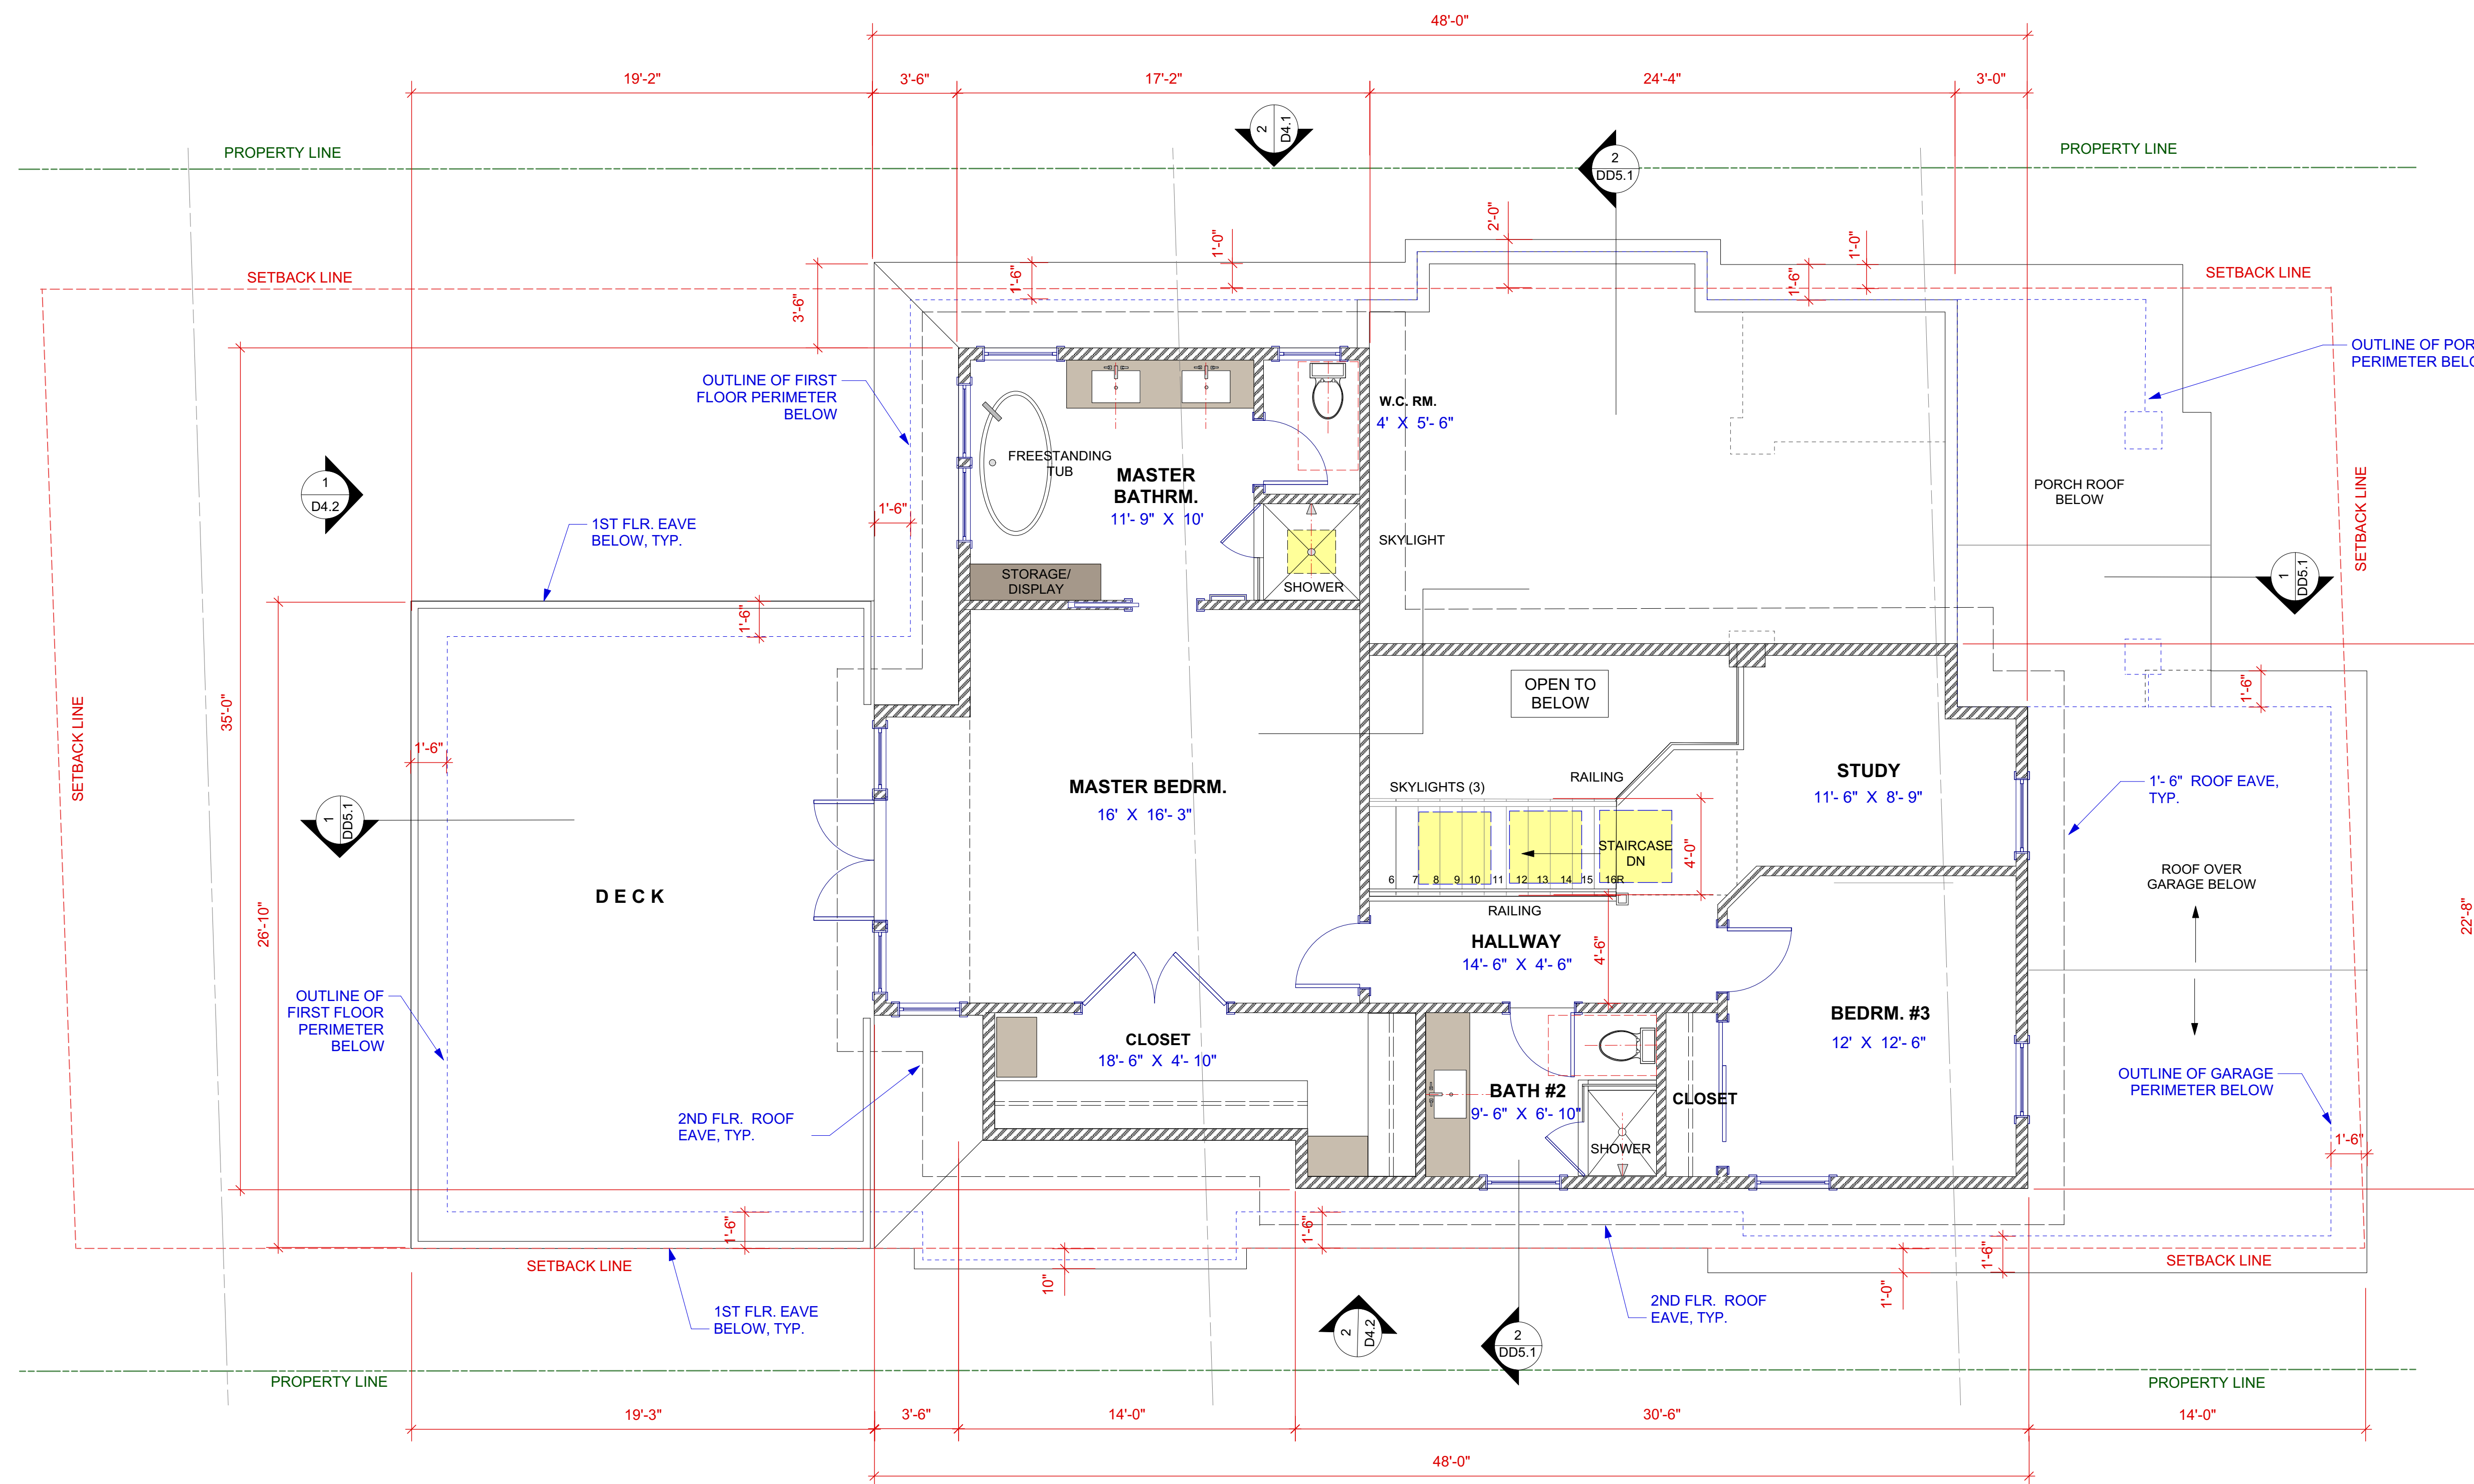 48'-0"
19'-2"
3'-6"
17'-2"
24'-4"
3'-0"
2
D4.1
2
DD5.1
PROPERTY LINE
PROPERTY LINE
2'-0"
1'-0"
1'-0"
1'-6"
1'-6"
SETBACK LINE
SETBACK LINE
3'-6"
OUTLINE OF POR
PERIMETER BEL
OUTLINE OF FIRST
FLOOR PERIMETER
BELOW
W.C. RM.
4' X 5'- 6"
FREESTANDING
TUB
MASTER
BATHRM.
11'- 9" X 10'
1
D4.2
PORCH ROOF
BELOW
SETBACK LINE
1'-6"
1ST FLR. EAVE
BELOW, TYP.
SKYLIGHT
STORAGE/
DISPLAY
SHOWER
1
DD5.1
1'-6"
OPEN TO
BELOW
1'-6"
35'-0"
SETBACK LINE
1'-6"
MASTER BEDRM.
16' X 16'- 3"
SKYLIGHTS (3)
RAILING
STUDY
11'- 6" X 8'- 9"
1'- 6" ROOF EAVE,
TYP.
1
DD5.1
STAIRCASE
DN
4'-0"
6 7 8 9 10 11 12 13 14 15 16R
ROOF OVER
GARAGE BELOW
D E C K
26'-10"
RAILING
HALLWAY
14'- 6" X 4'- 6"
4'-6"
22'-8"
OUTLINE OF
FIRST FLOOR
PERIMETER
BELOW
CLOSET
18'- 6" X 4'- 10"
BEDRM. #3
12' X 12'- 6"
BATH #2
9'- 6" X 6'- 10"
CLOSET
OUTLINE OF GARAGE
PERIMETER BELOW
2ND FLR. ROOF
EAVE, TYP.
SHOWER
1'-6"
1'-6"
1'-6"
1'-6"
SETBACK LINE
SETBACK LINE
10"
1'-0"
1ST FLR. EAVE
BELOW, TYP.
2ND FLR. ROOF
EAVE, TYP.
2
D4.2
2
DD5.1
PROPERTY LINE
PROPERTY LINE
19'-3"
3'-6"
14'-0"
30'-6"
14'-0"
48'-0"